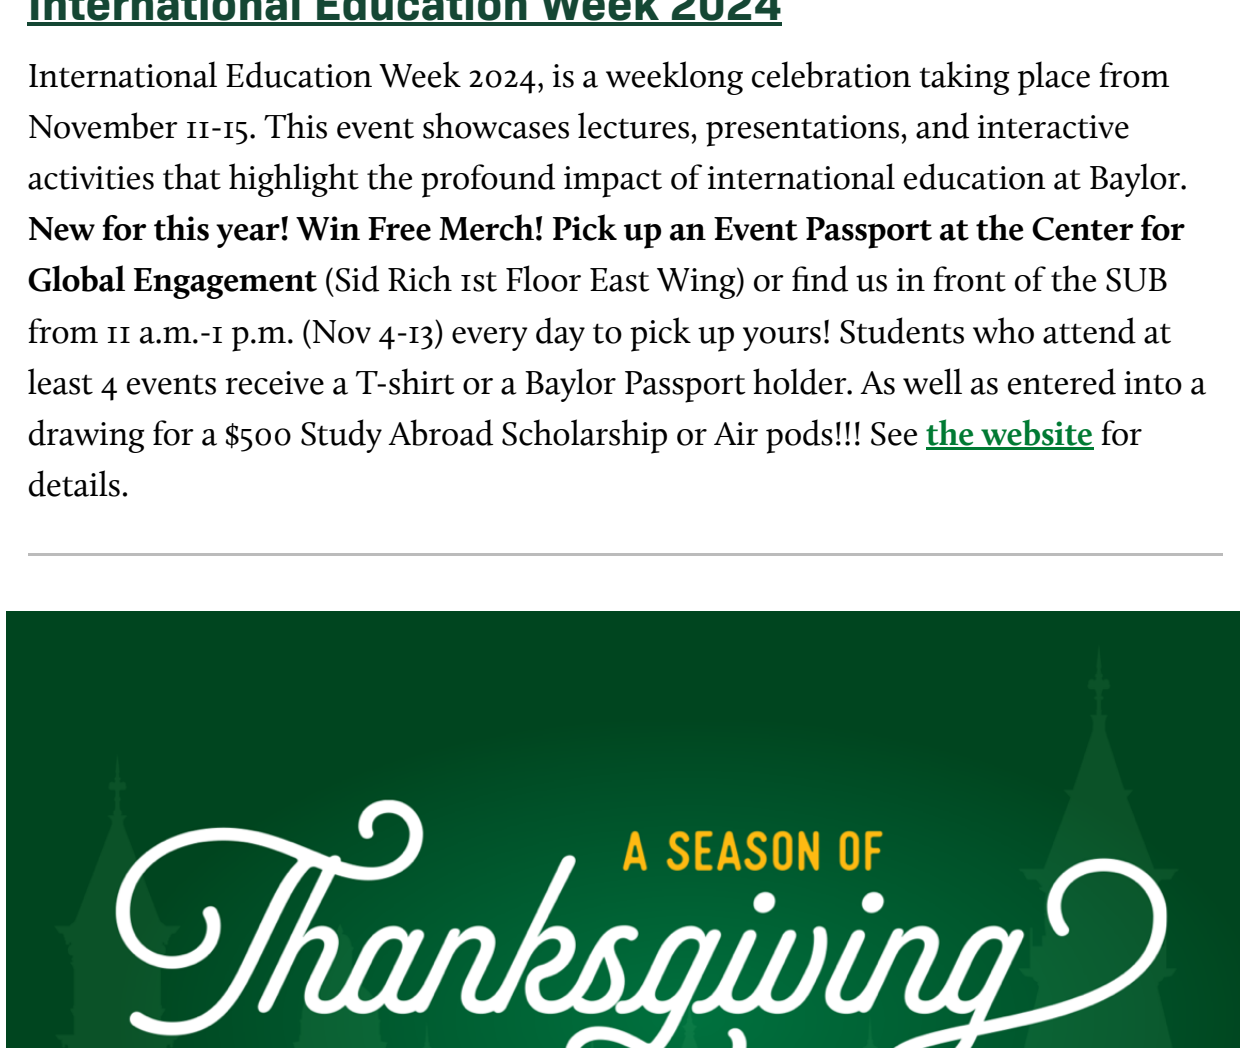 International Education Week 2024
International Education Week 2024, is a weeklong celebration taking place from
November 11-15. This event showcases lectures, presentations, and interactive
activities that highlight the profound impact of international education at Baylor.
New for this year! Win Free Merch! Pick up an Event Passport at the Center for
Global Engagement (Sid Rich 1st Floor East Wing) or find us in front of the SUB
from 11 a.m.-1 p.m. (Nov 4-13) every day to pick up yours! Students who attend at
least 4 events receive a T-shirt or a Baylor Passport holder. As well as entered into a
drawing for a $500 Study Abroad Scholarship or Air pods!!! See the website for
details.
A SEASON OF
Thanksgiving